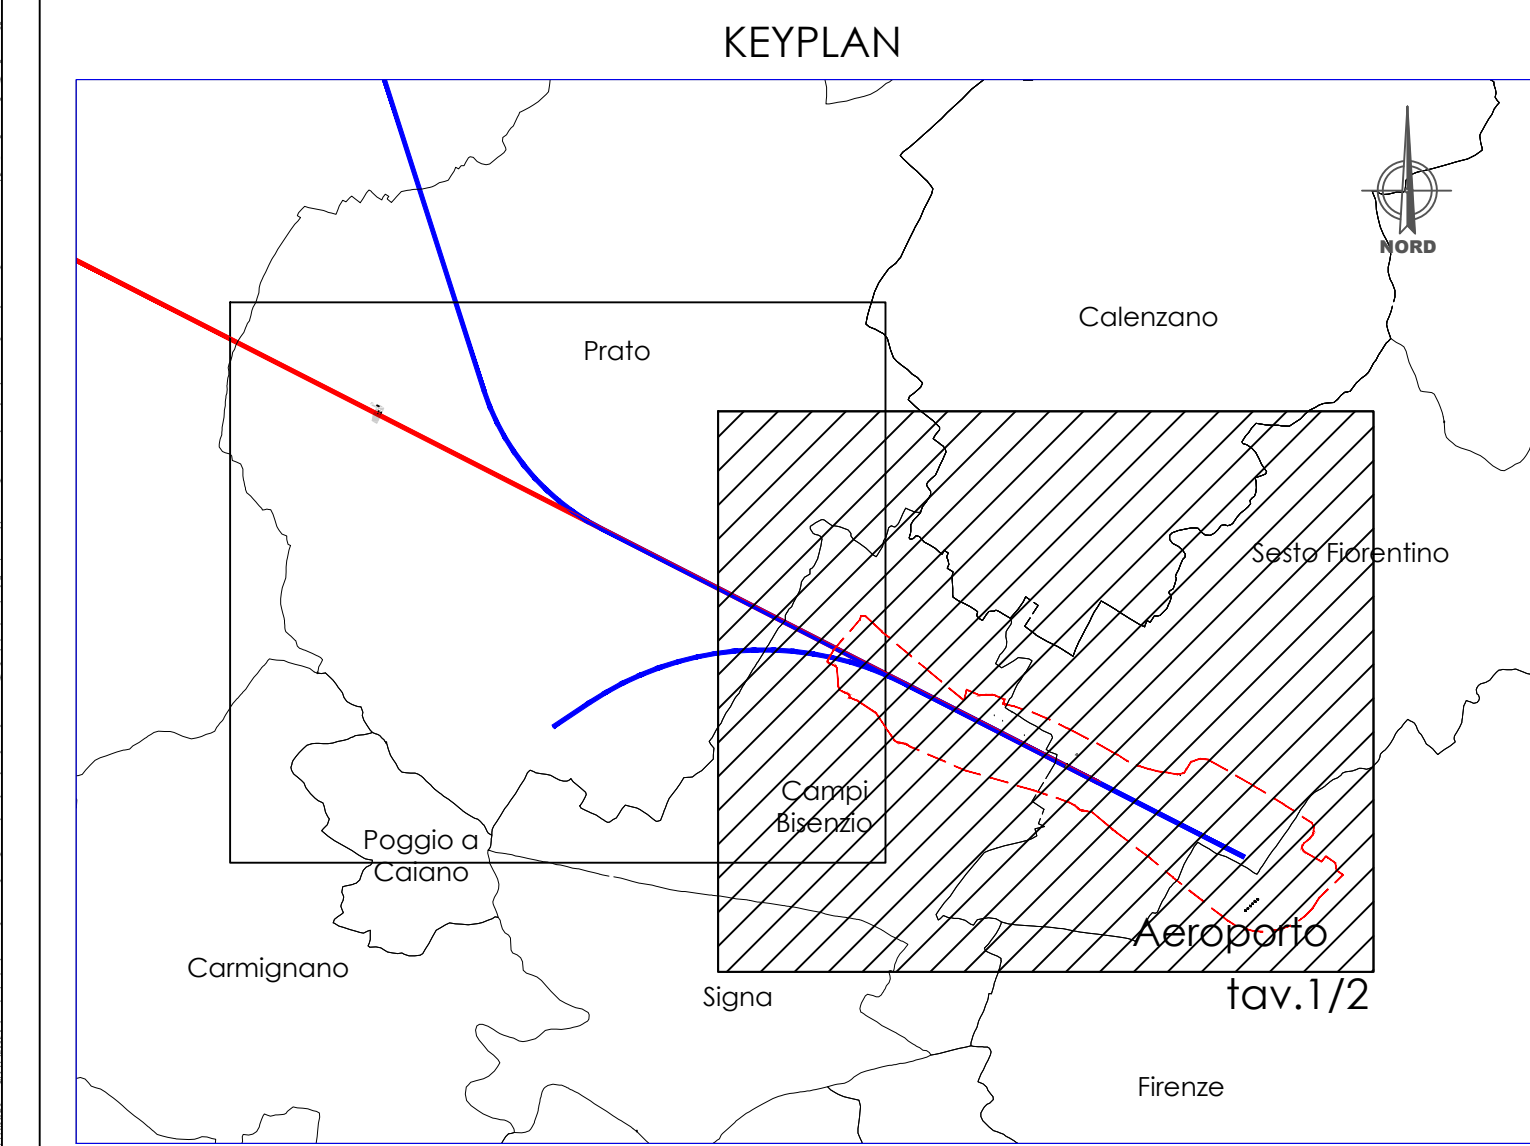 KEYPLAN
NORD
Calenzano
Prato
Sesto Fiorentino
Campi
Bisenzio
Poggio a
Caiano
Aeroporto
Carmignano
Signa
tav.1/2
Firenze